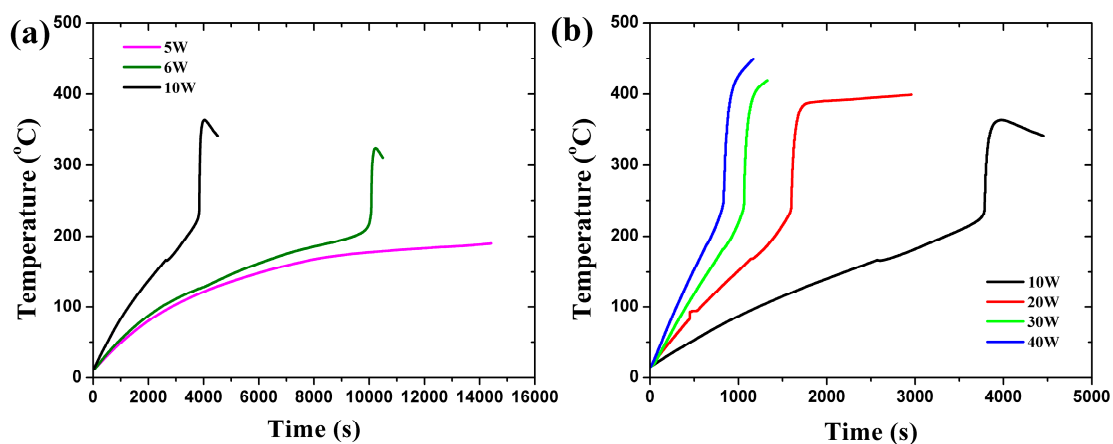 (a)
500
400
300
200
100
0
Temperature (°C)
5W
6W
10W
0 2000 4000 6000 8000 10000 12000 14000 16000
Time (s)
(b)
500
400
300
200
100
0
Temperature (°C)
10W
20W
30W
40W
0 1000 2000 3000 4000 5000
Time (s)